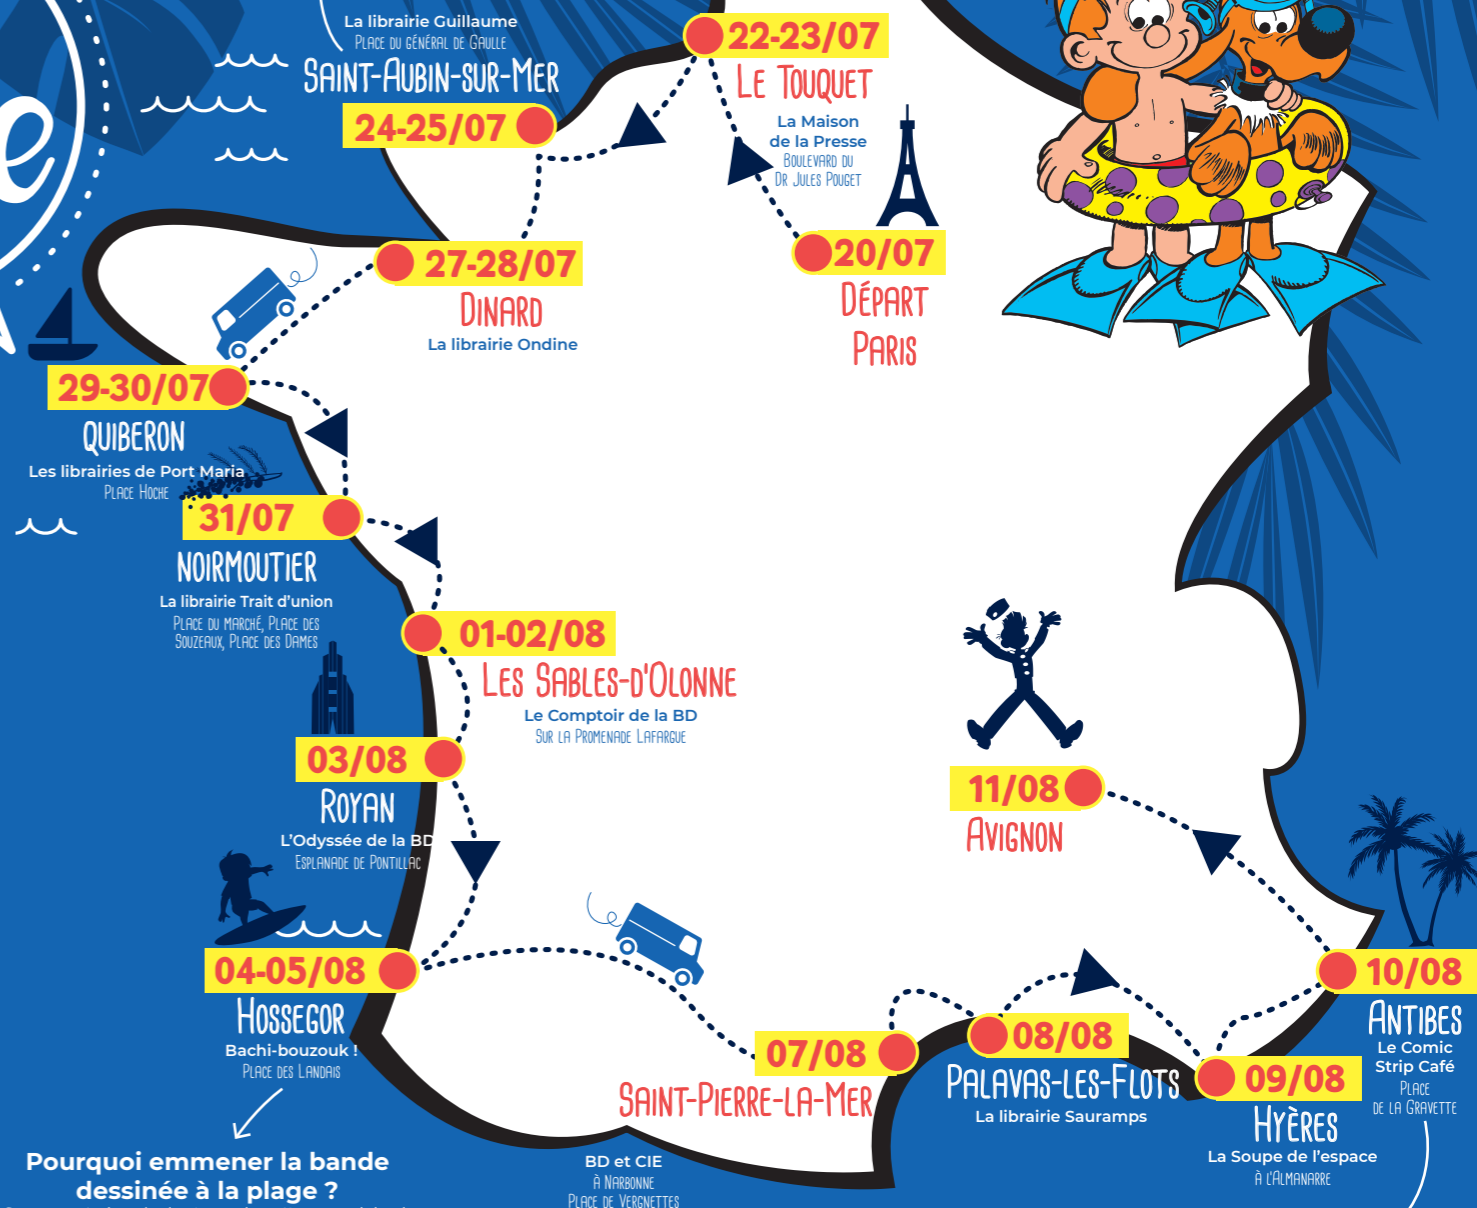 La librairie Guillaume
Place du général de Gaulle
Saint-Aubin-sur-Mer
24-25/07
22-23/07
Le Touquet
La Maison
de la Presse
Boulevard du
Dr Jules Pouget
20/07
Départ
Paris
27-28/07
Dinard
La librairie Ondine
29-30/07
Quiberon
Les librairies de Port Maria
Place Hoche
31/07
Noirmoutier
La librairie Trait d'union
Place du marché, Place des
Souzeaux, Place des Dames
01-02/08
Les Sables-d'Olonne
Le Comptoir de la BD
Sur la Promenade Lafargue
03/08
Royan
L'Odyssée de la BD
Esplanade de Pontillac
04-05/08
Hossegor
Bachi-bouzouk !
Place des Landais
Pourquoi emmener la bande
dessinée à la plage ?
07/08
Saint-Pierre-la-Mer
BD et CIE
à Narbonne
Place de Vergnettes
08/08
Palavas-les-Flots
La librairie Sauramps
09/08
Hyères
La Soupe de l'espace
à l'Almanarre
10/08
Antibes
Le Comic
Strip Café
Place
de la Gravette
11/08
Avignon